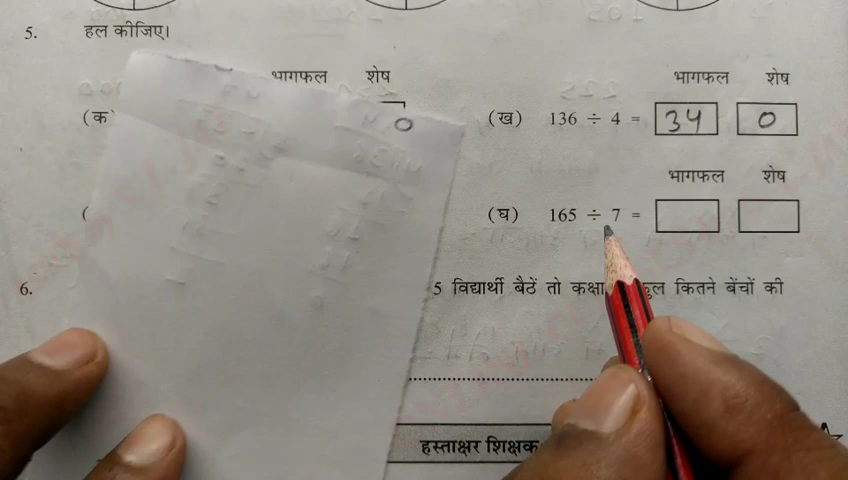 5. हल कीजिए।
भागफल शेष भागफल शेष
(क) (ख) 136 ÷ 4 = 34 0
भागफल शेष
(घ) 165 ÷ 7 =
6. 5 विद्यार्थी बैठें तो कक्षा कुल कितने बेंचों की
हस्ताक्षर शिक्षक